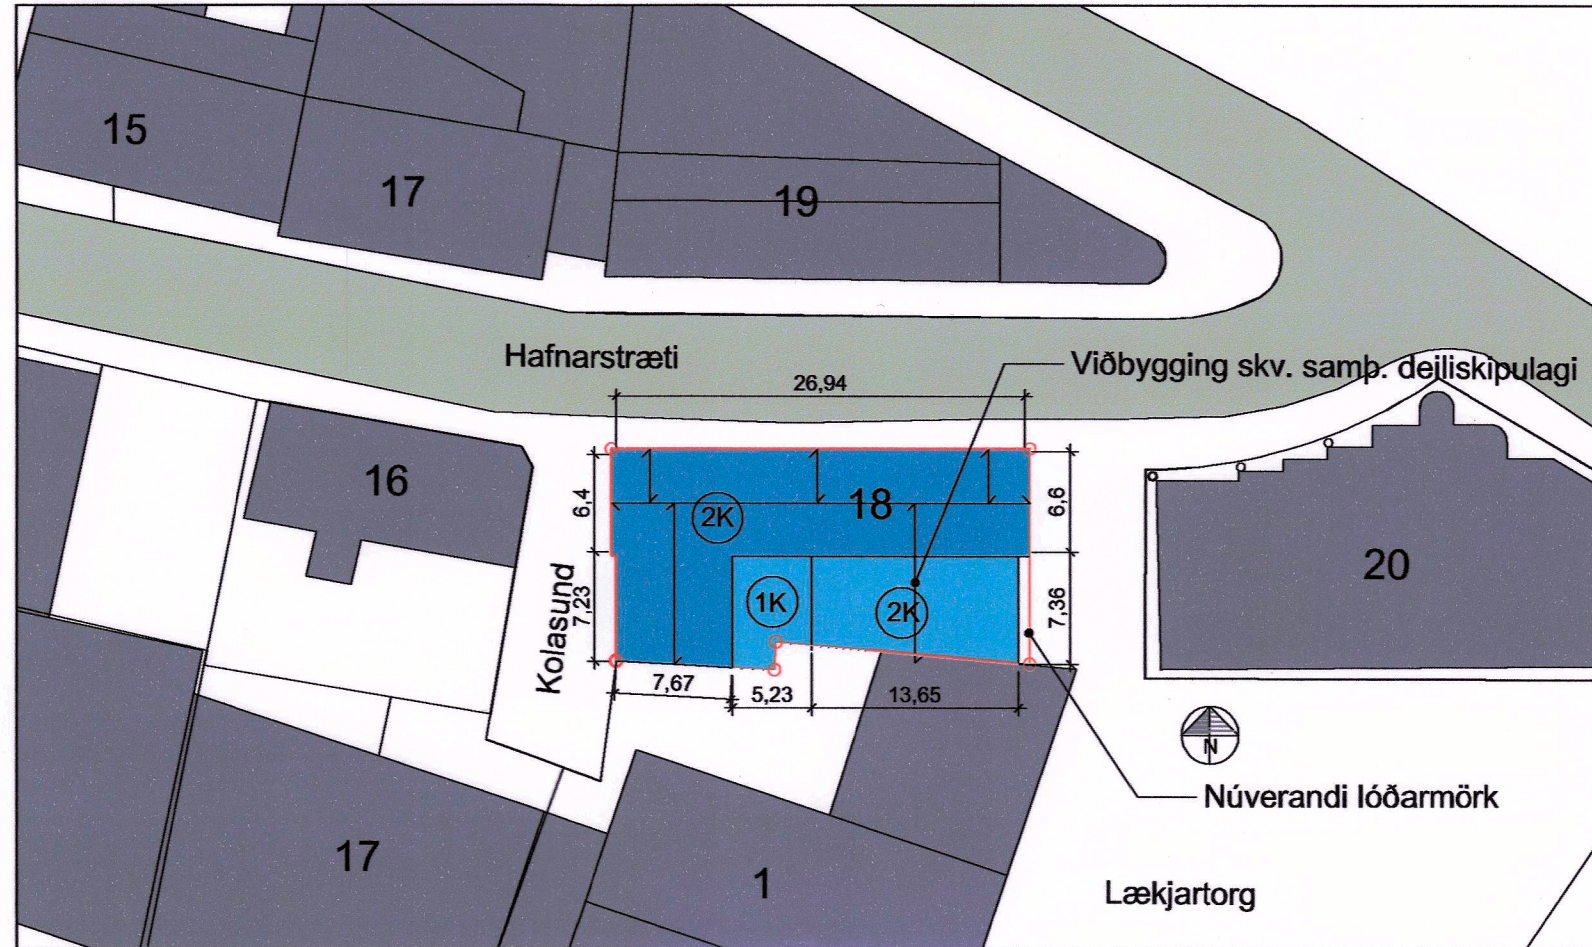 15
17
19
Hafnarstræti
Viðbygging skv. samþ. deiliskipulagi
26,94
16
6,4
2K
18
6,6
20
Kolasund
7,23
1K
2K
7,36
7,67
5,23
13,65
N
Núverandi lóðarmörk
17
1
Lækjartorg